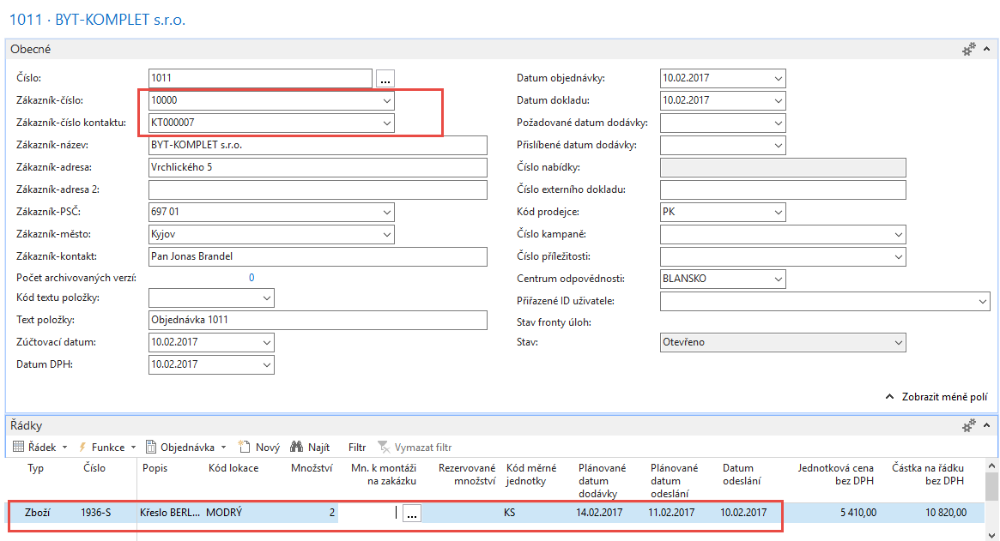 1011 · BYT-KOMPLET s.r.o.
Obecné
Číslo: 1011 ...
Zákazník-číslo: 10000
Zákazník-číslo kontaktu: KT000007
Zákazník-název: BYT-KOMPLET s.r.o.
Zákazník-adresa: Vrchlického 5
Zákazník-adresa 2:
Zákazník-PSČ: 697 01
Zákazník-město: Kyjov
Zákazník-kontakt: Pan Jonas Brandel
Počet archivovaných verzí: 0
Kód textu položky:
Text položky: Objednávka 1011
Zúčtovací datum: 10.02.2017
Datum DPH: 10.02.2017
Datum objednávky: 10.02.2017
Datum dokladu: 10.02.2017
Požadované datum dodávky:
Přislíbené datum dodávky:
Číslo nabídky:
Číslo externího dokladu:
Kód prodejce: PK
Číslo kampaně:
Číslo příležitosti:
Centrum odpovědnosti: BLANSKO
Přiřazené ID uživatele:
Stav fronty úloh:
Stav: Otevřeno
Zobrazit méně polí
Řádky
Řádek Funkce Objednávka Nový Najít Filtr Vymazat filtr
Typ Číslo Popis Kód lokace Množství Mn. k montáži Rezervované Kód měrné Plánované Plánované Datum Jednotková cena Částka na řádku
na zakázku množství jednotky datum datum odeslání bez DPH bez DPH
dodávky odeslání
Zboží 1936-S Křeslo BERL... MODRÝ 2 ... KS 14.02.2017 11.02.2017 10.02.2017 5 410,00 10 820,00